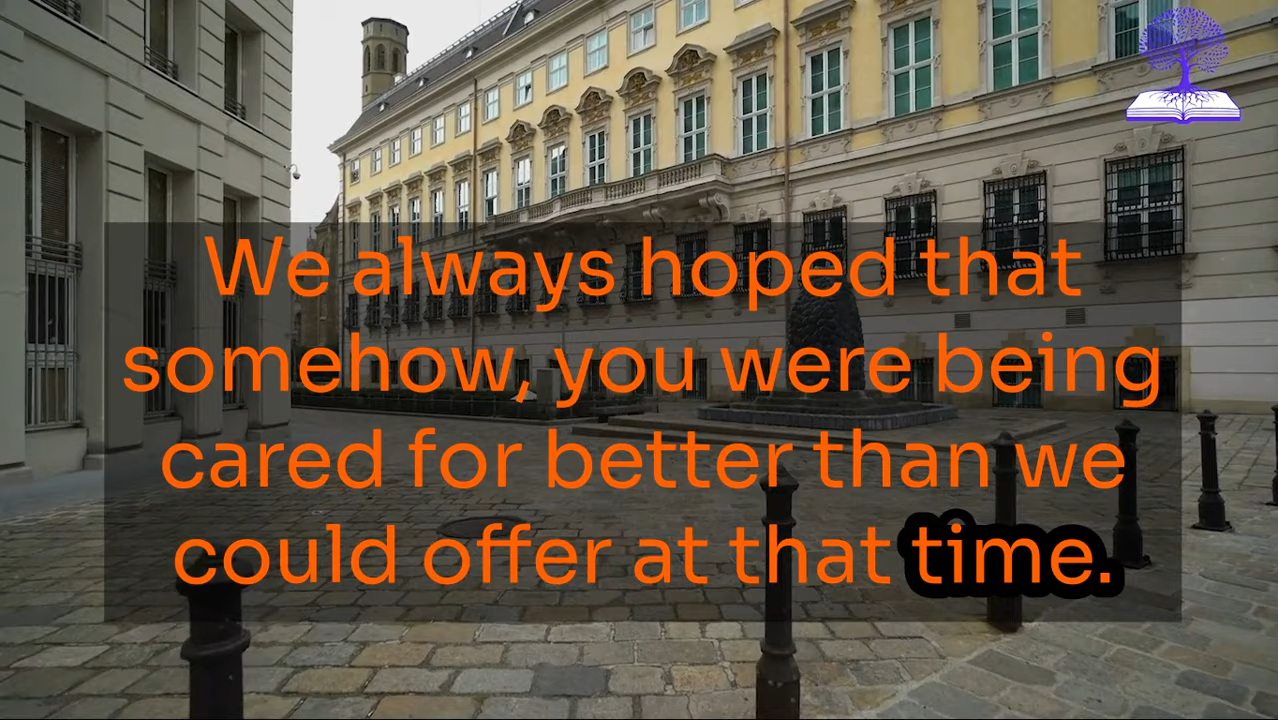 We always hoped that
somehow, you were being
cared for better than we
could offer at that time.